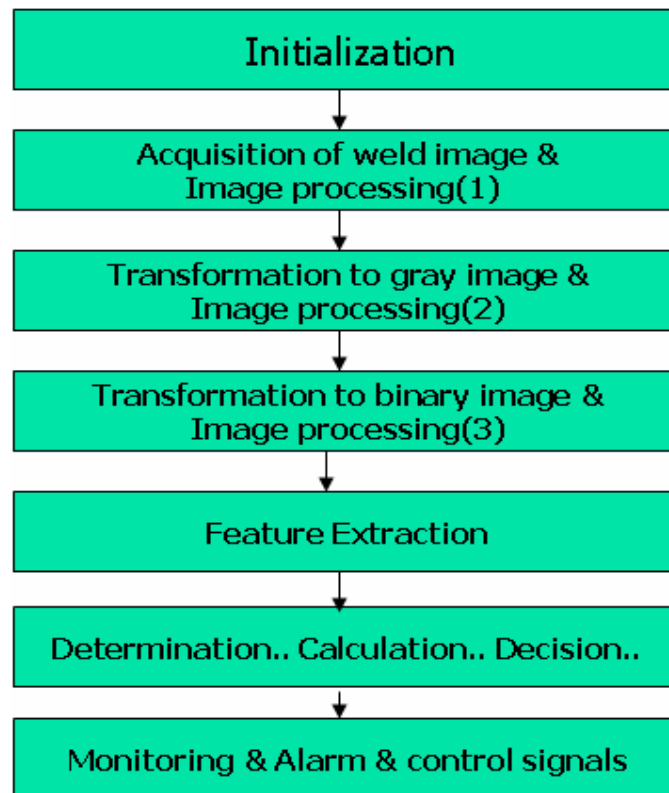 Initialization
Acquisition of weld image &
Image processing(1)
Transformation to gray image &
Image processing(2)
Transformation to binary image &
Image processing(3)
Feature Extraction
Determination.. Calculation.. Decision..
Monitoring & Alarm & control signals